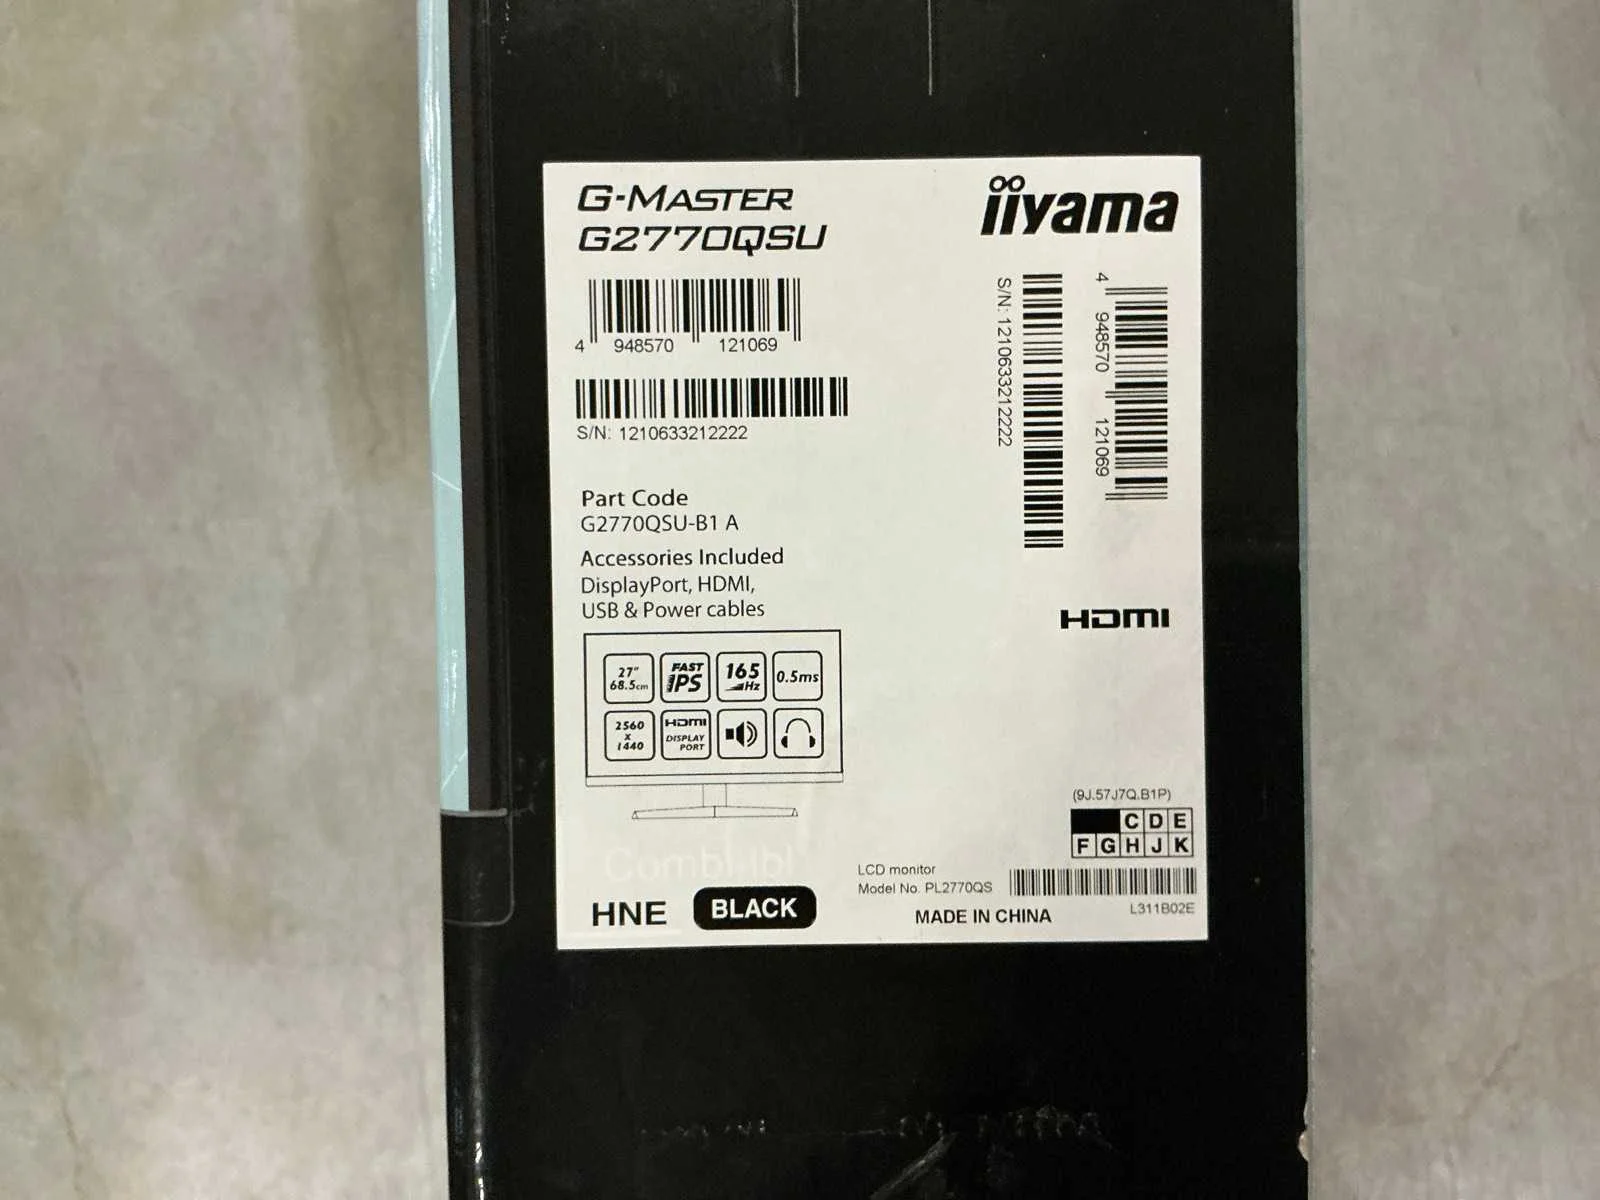 G-MASTER
G2770QSU
iiyama
4 948570 121069
S/N: 1210633212222
S/N: 1210633212222
4 948570 121069
Part Code
G2770QSU-B1 A
Accessories Included
DisplayPort, HDMI,
USB & Power cables
HDMI
27"
68.5cm
FAST
IPS
165
Hz
0.5ms
2560
x
1440
HDMI
DISPLAY
PORT
(9J.57J7Q.B1P)
C D E
F G H J K
LCD monitor
Model No. PL2770QS
L311B02E
HNE
BLACK
MADE IN CHINA